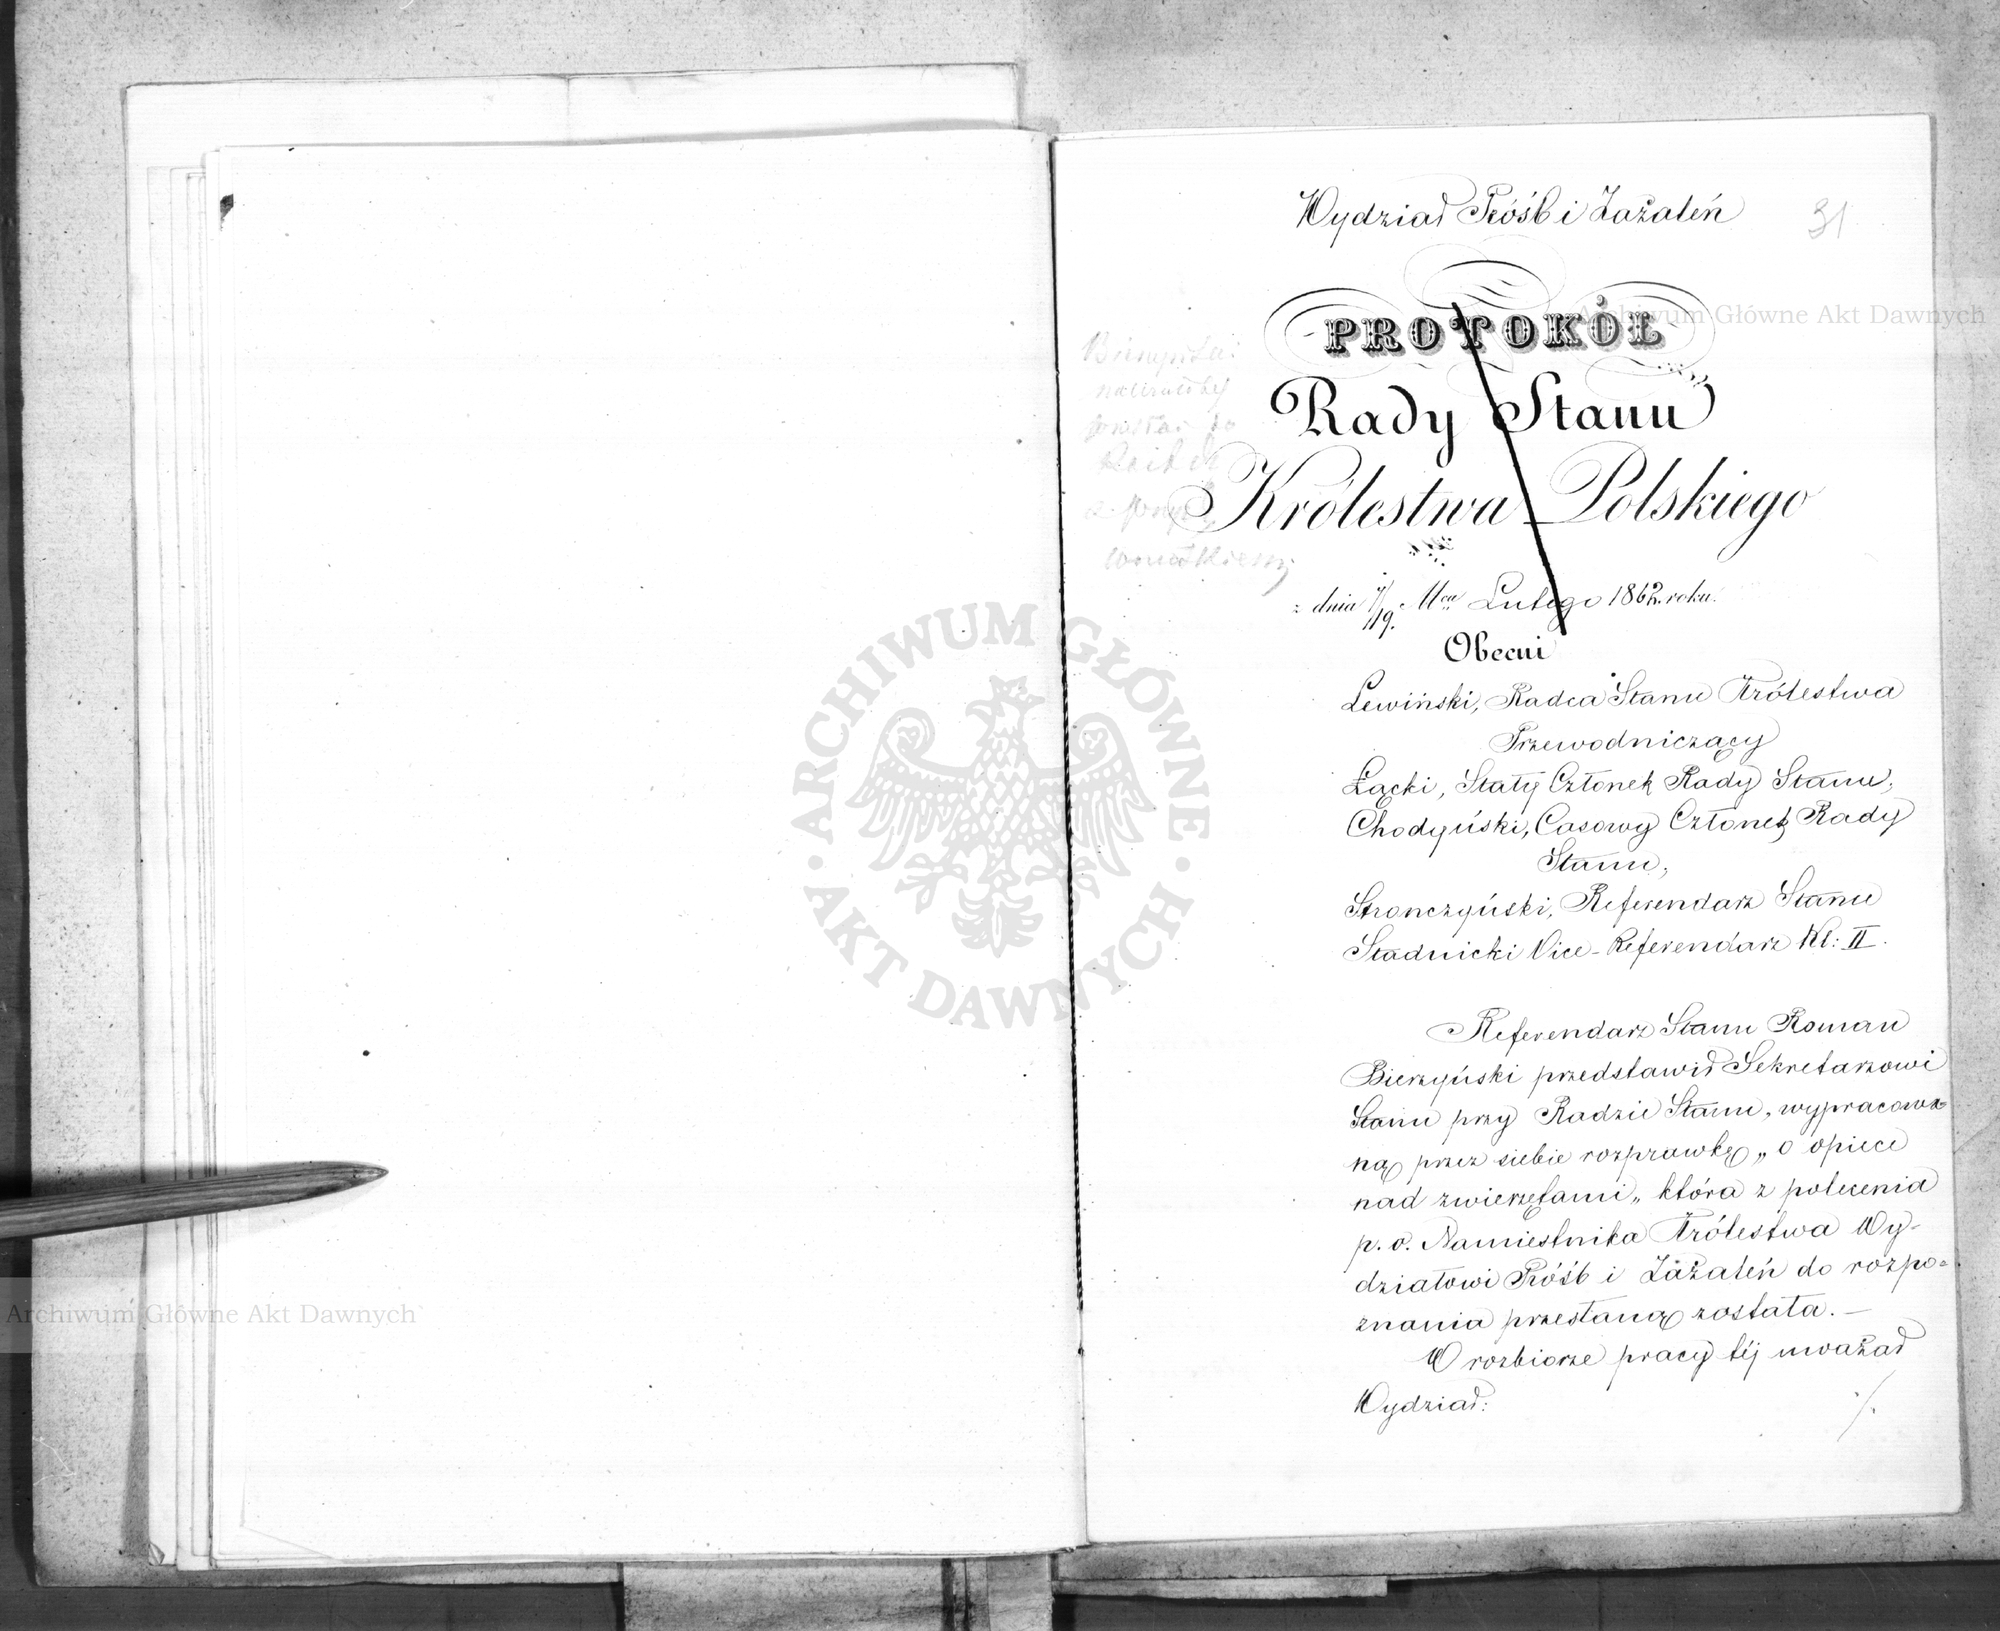 Wydział Próśb i Zażaleń
31
PROTOKÓŁ
Rady Stanu
Królestwa Polskiego
z dnia 7/19. Mca Lutego 1862. roku.
Obecni
Lewiński, Radca Stanu Królestwa
Przewodniczący
Łącki, Stały Członek Rady Stanu,
Chodyński, Casowy Członek Rady
Stanu,
Stronczyński, Referendarz Stanu
Stadnicki Vice-Referendarz Kl: II.
Referendarz Stanu Roman
Bierzyński przedstawił Sekretarzowi
Stanu przy Radzie Stanu, wypracowa=
ną przez siebie rozprawkę „o opiece
nad zwierzętami„ która z polecenia
p. o. Namiestnika Królestwa Wy-
działowi Próśb i Zażaleń do rozpo=
znania przesłaną została. —
W rozbiorze pracy téj uważał
Wydział:
./.
ARCHIWUM GŁÓWNE AKT DAWNYCH
Archiwum Główne Akt Dawnych
Archiwum Główne Akt Dawnych